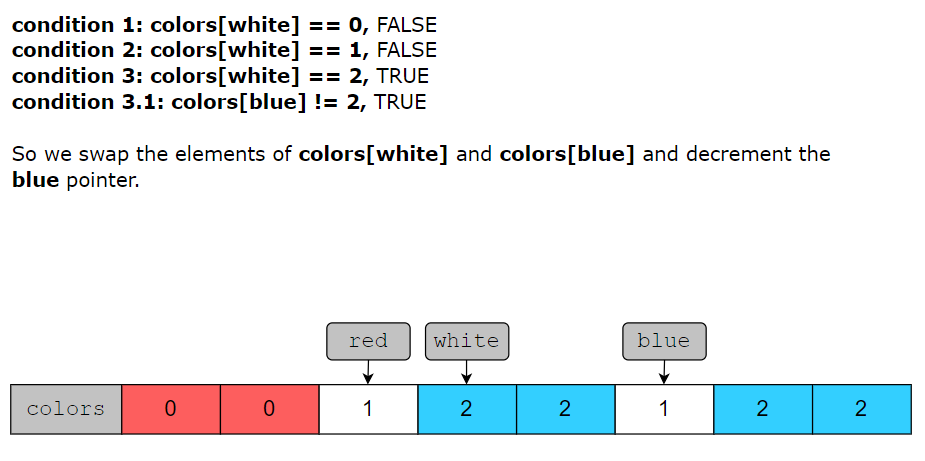 condition 1: colors[white] == 0, FALSE
condition 2: colors[white] == 1, FALSE
condition 3: colors[white] == 2, TRUE
condition 3.1: colors[blue] != 2, TRUE
So we swap the elements of colors[white] and colors[blue] and decrement the
blue pointer.
red white blue
colors 0 0 1 2 2 1 2 2